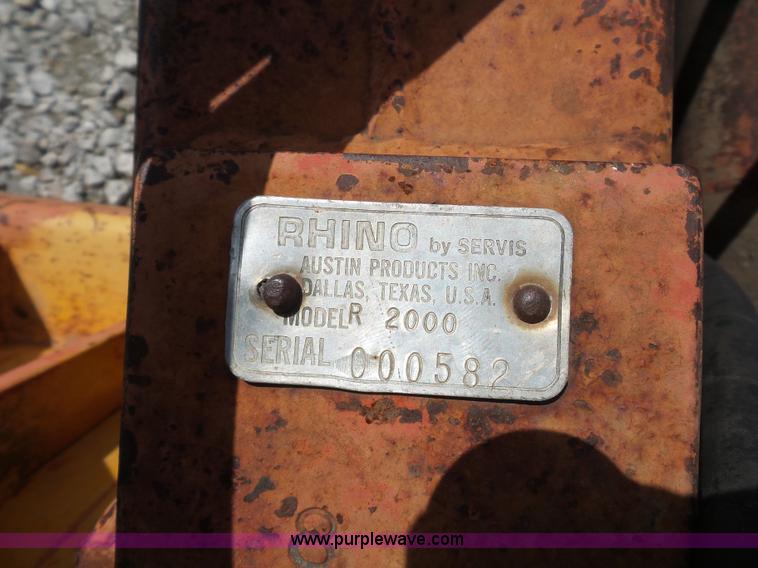 RHINO by SERVIS
AUSTIN PRODUCTS INC.
DALLAS, TEXAS, U.S.A.
MODEL R 2000
SERIAL 000582
www.purplewave.com